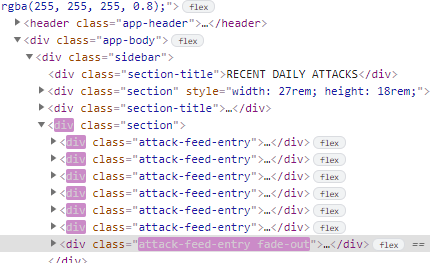 rgba(255, 255, 255, 0.8);"> flex
<header class="app-header">…</header> flex
<div class="app-body"> flex
<div class="sidebar">
<div class="section-title">RECENT DAILY ATTACKS</div>
<div class="section" style="width: 27rem; height: 18rem;">
<div class="section-title">…</div>
<div class="section">
<div class="attack-feed-entry">…</div> flex
<div class="attack-feed-entry">…</div> flex
<div class="attack-feed-entry">…</div> flex
<div class="attack-feed-entry">…</div> flex
<div class="attack-feed-entry">…</div> flex
<div class="attack-feed-entry">…</div> flex
<div class="attack-feed-entry fade-out">…</div> flex ==
</div>